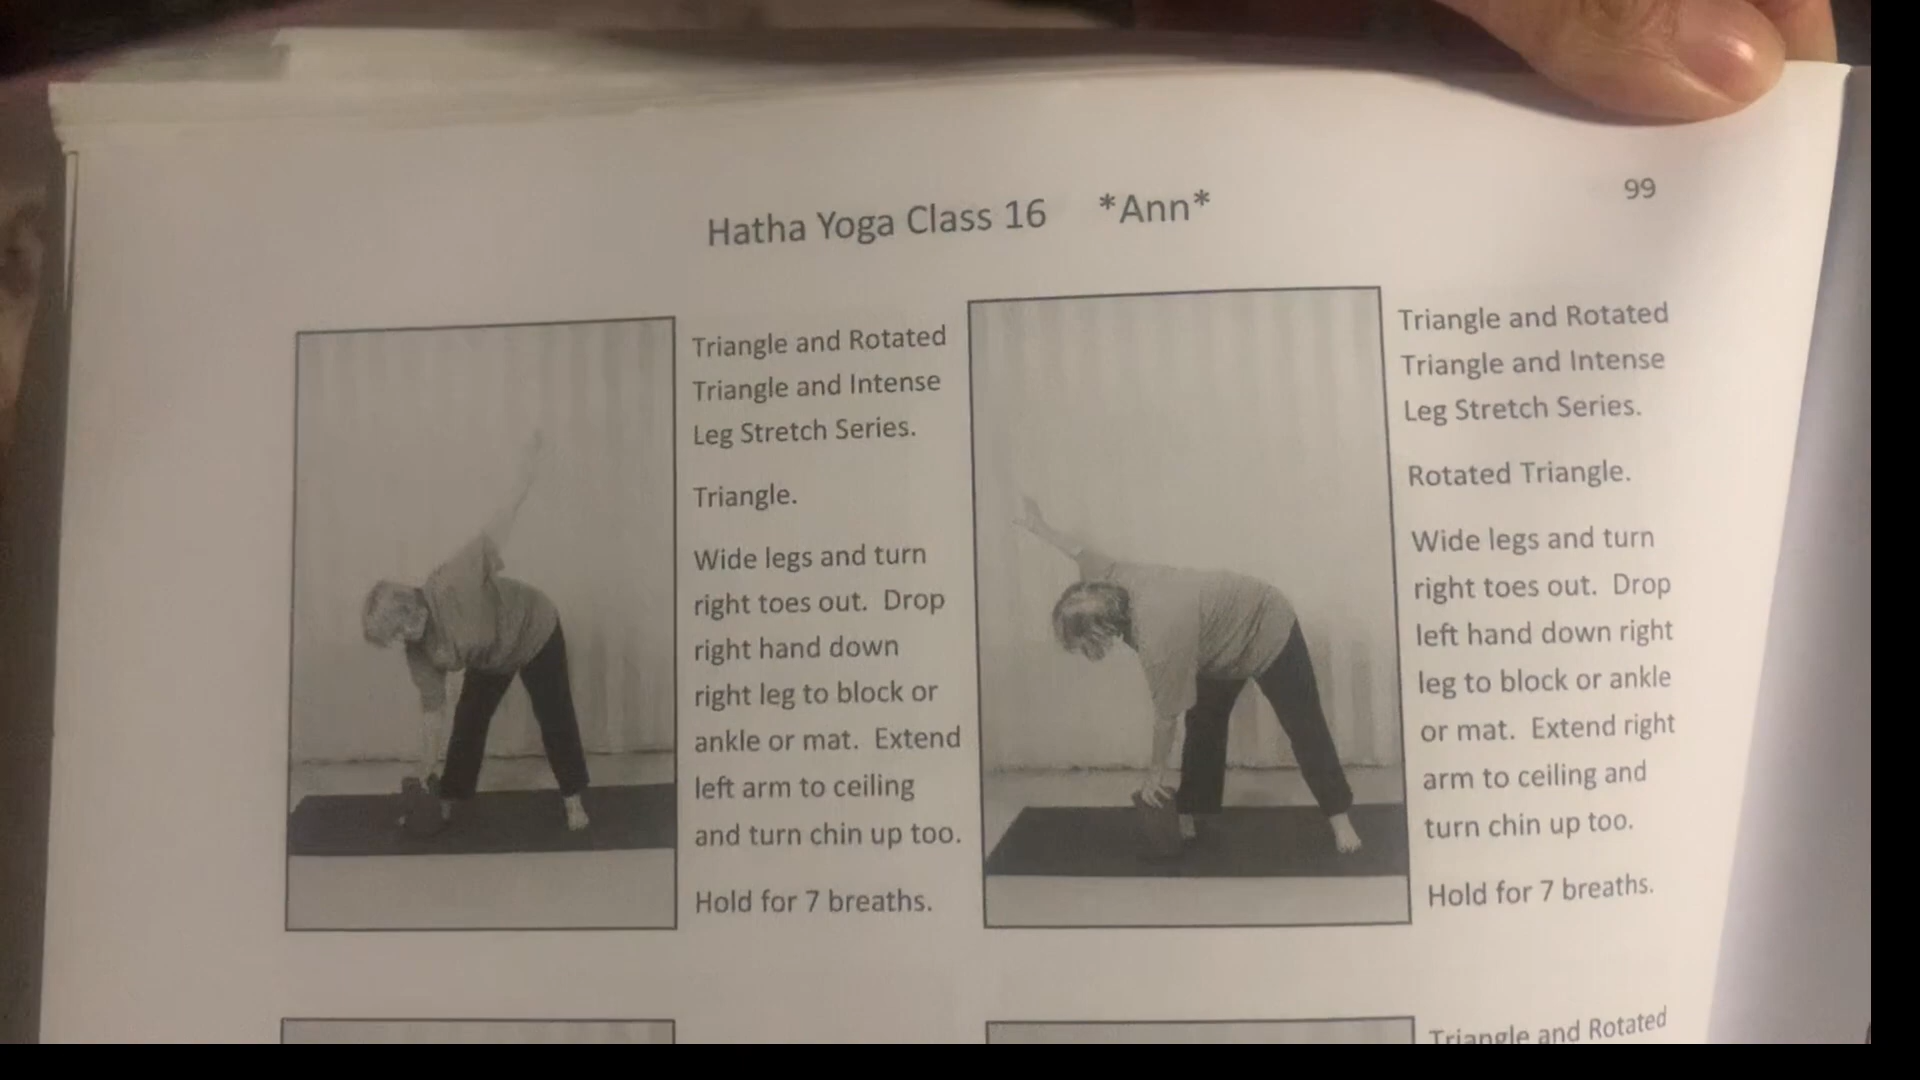 Hatha Yoga Class 16 *Ann*
99
Triangle and Rotated
Triangle and Intense
Leg Stretch Series.
Triangle.
Wide legs and turn
right toes out. Drop
right hand down
right leg to block or
ankle or mat. Extend
left arm to ceiling
and turn chin up too.
Hold for 7 breaths.
Triangle and Rotated
Triangle and Intense
Leg Stretch Series.
Rotated Triangle.
Wide legs and turn
right toes out. Drop
left hand down right
leg to block or ankle
or mat. Extend right
arm to ceiling and
turn chin up too.
Hold for 7 breaths.
Triangle and Rotated